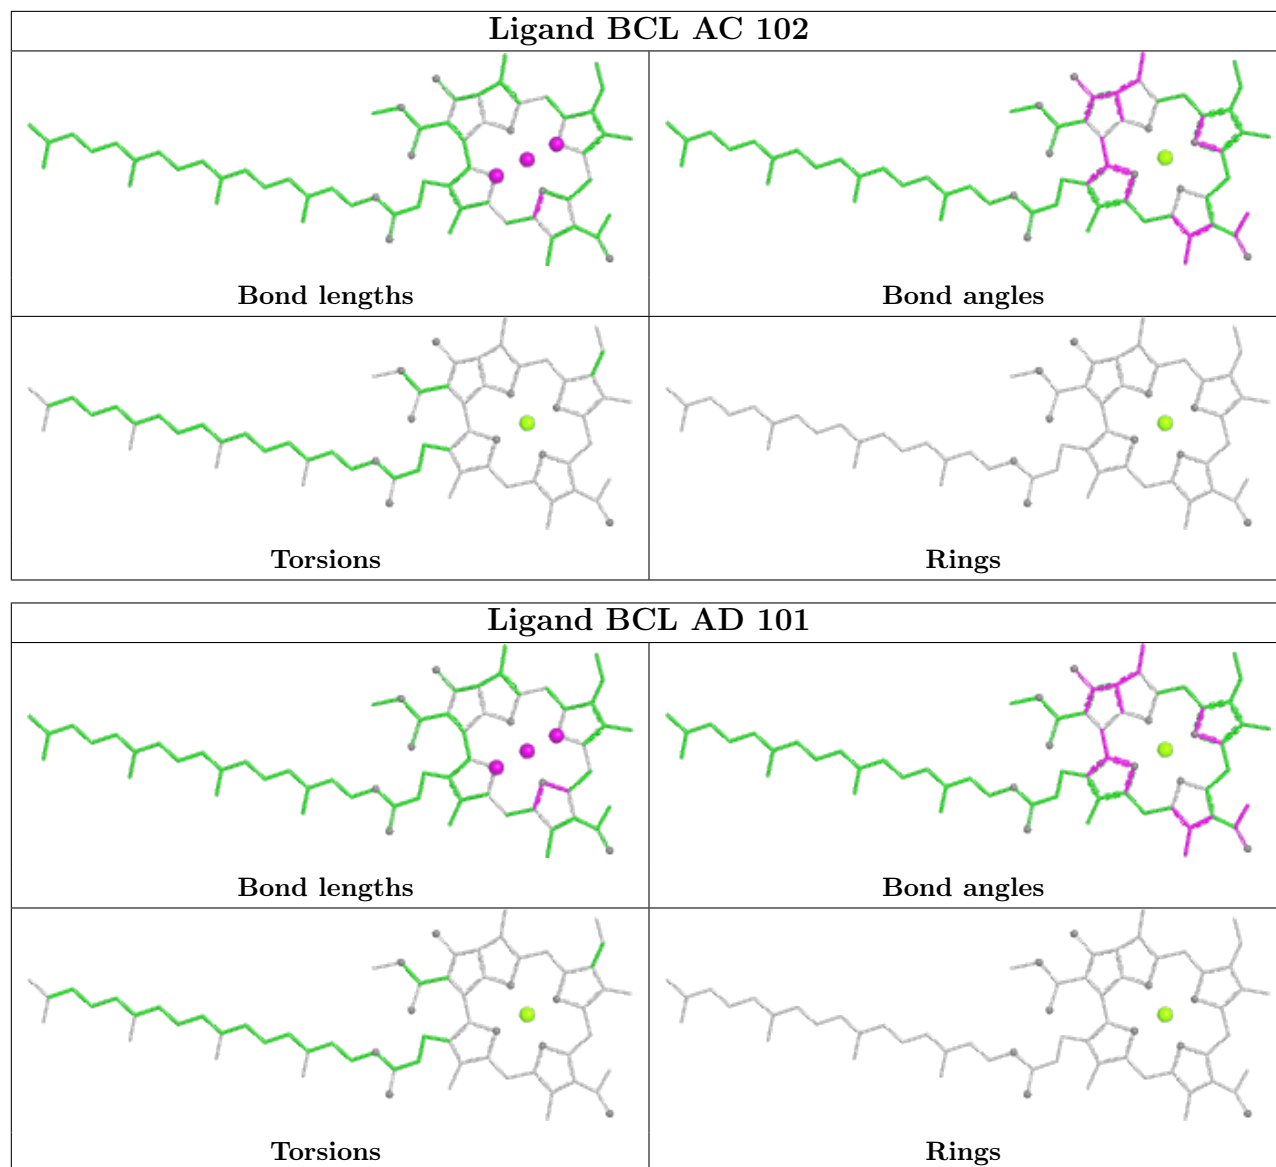 Ligand BCL AC 102
Bond lengths
Bond angles
Torsions
Rings
Ligand BCL AD 101
Bond lengths
Bond angles
Torsions
Rings